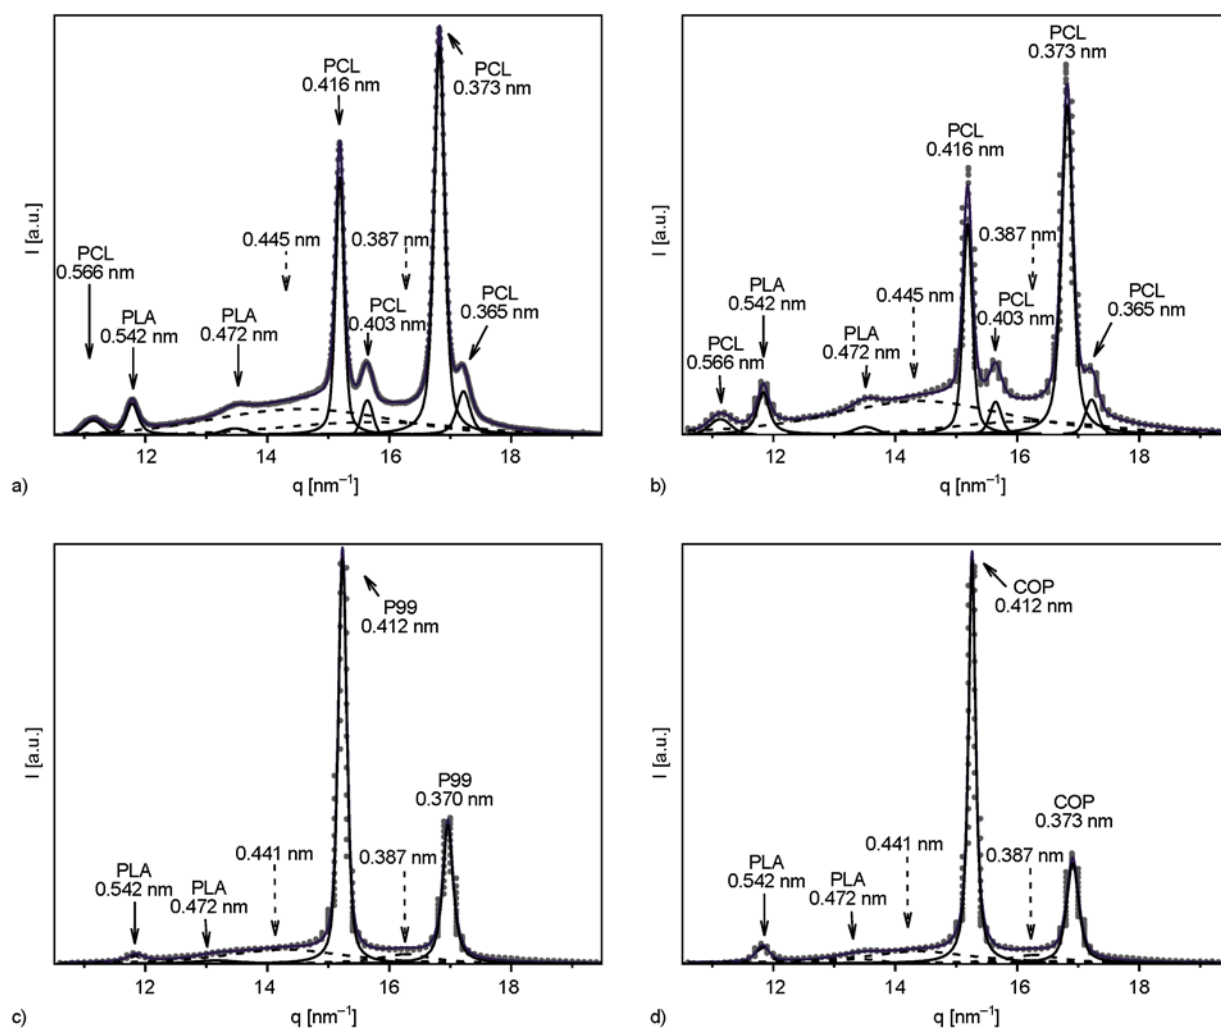 PCL
0.416 nm
PCL
0.373 nm
0.445 nm
0.387 nm
PCL
0.566 nm
PLA
0.542 nm
PLA
0.472 nm
PCL
0.403 nm
PCL
0.365 nm
I [a.u.]
12
14
16
18
q [nm⁻¹]
a)
PCL
0.373 nm
PCL
0.416 nm
0.387 nm
PLA
0.542 nm
0.445 nm
PCL
0.403 nm
PCL
0.365 nm
PLA
0.472 nm
PCL
0.566 nm
I [a.u.]
12
14
16
18
q [nm⁻¹]
b)
P99
0.412 nm
P99
0.370 nm
0.441 nm
0.387 nm
PLA
0.542 nm
PLA
0.472 nm
I [a.u.]
12
14
16
18
q [nm⁻¹]
c)
COP
0.412 nm
COP
0.373 nm
0.441 nm
0.387 nm
PLA
0.542 nm
PLA
0.472 nm
I [a.u.]
12
14
16
18
q [nm⁻¹]
d)